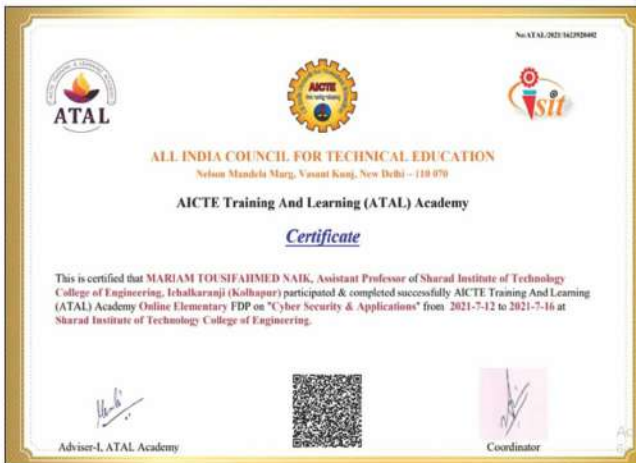 No:ATAL/2021/1623920402
ATAL
AICTE
sit
ALL INDIA COUNCIL FOR TECHNICAL EDUCATION
Nelson Mandela Marg, Vasant Kunj, New Delhi – 110 070
AICTE Training And Learning (ATAL) Academy
Certificate
This is certified that MARIAM TOUSIFAHMED NAIK, Assistant Professor of Sharad Institute of Technology
College of Engineering, Ichalkaranji (Kolhapur) participated & completed successfully AICTE Training And Learning
(ATAL) Academy Online Elementary FDP on "Cyber Security & Applications" from 2021-7-12 to 2021-7-16 at
Sharad Institute of Technology College of Engineering.
Adviser-I, ATAL Academy
Coordinator